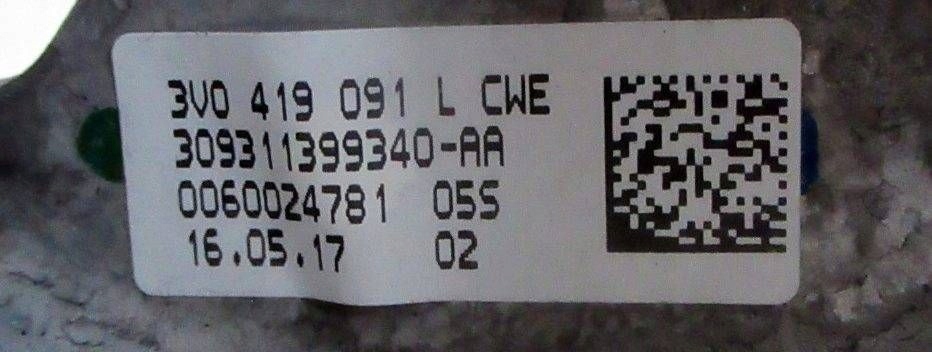 3V0 419 091 L CWE
309311399340-AA
0060024781 05S
16.05.17 02